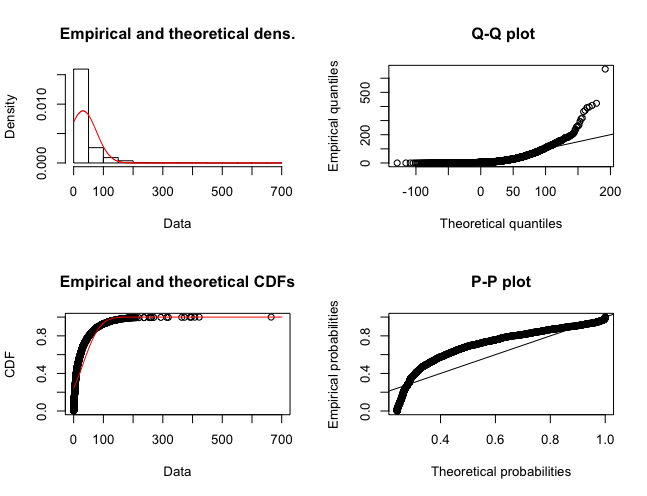 Empirical and theoretical dens.
Density
0.000
0.010
0
100
300
500
700
Data
Q-Q plot
Empirical quantiles
0
200
500
-100
0
50
100
200
Theoretical quantiles
Empirical and theoretical CDFs
CDF
0.0
0.4
0.8
0
100
300
500
700
Data
P-P plot
Empirical probabilities
0.0
0.4
0.8
0.4
0.6
0.8
1.0
Theoretical probabilities